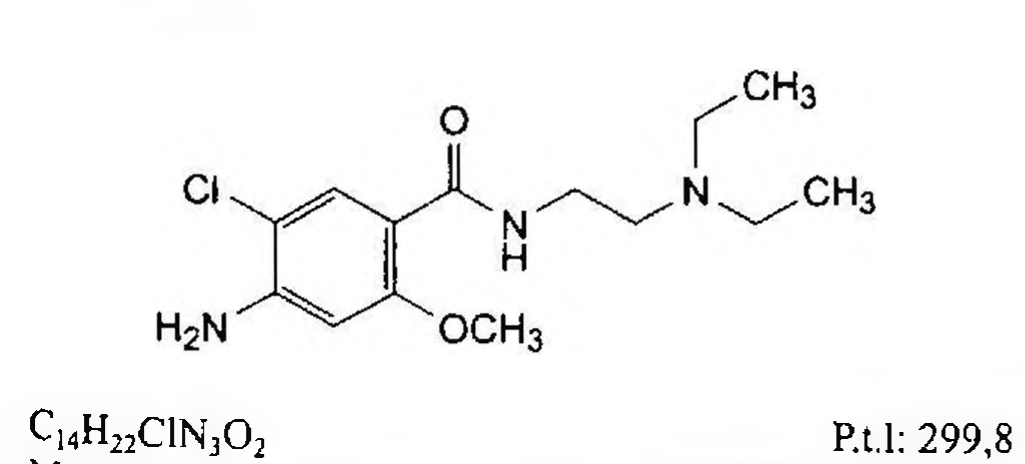 CH₃
O
Cl
N
CH₃
N
H
H₂N
OCH₃
C₁₄H₂₂ClN₃O₂
P.t.l: 299,8